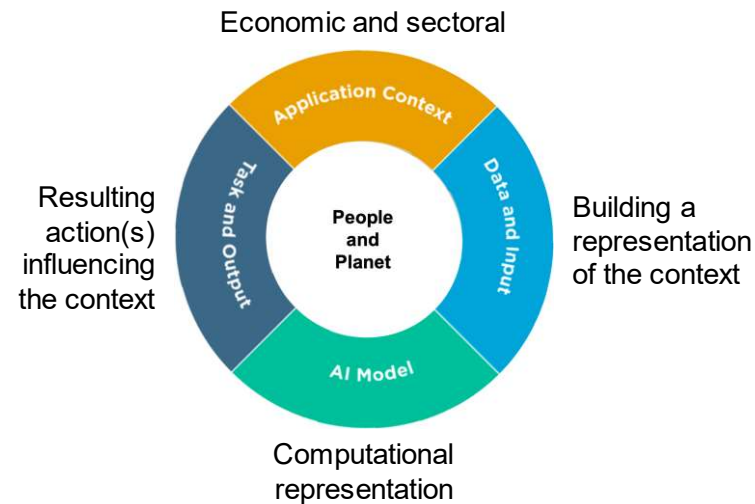 Economic and sectoral
Application Context
Data and Input
Building a
representation
of the context
People
and
Planet
Task and Output
Resulting
action(s)
influencing
the context
AI Model
Computational
representation